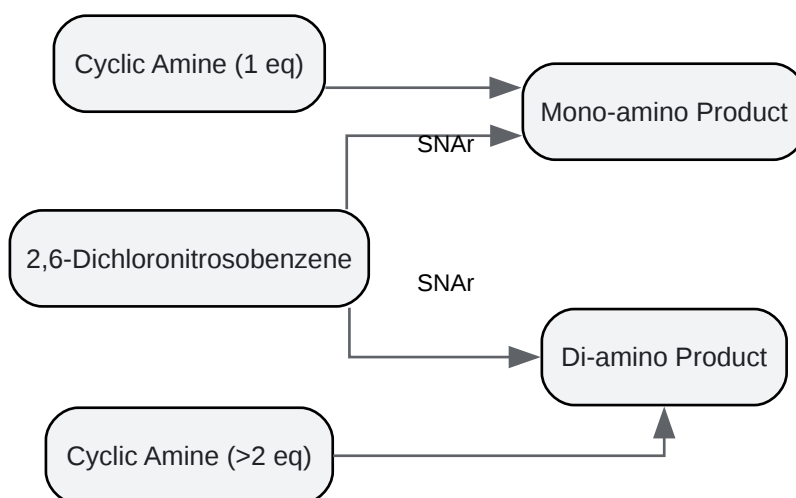 Cyclic Amine (1 eq)
Mono-amino Product
SNAr
2,6-Dichloronitrosobenzene
SNAr
Di-amino Product
Cyclic Amine (>2 eq)